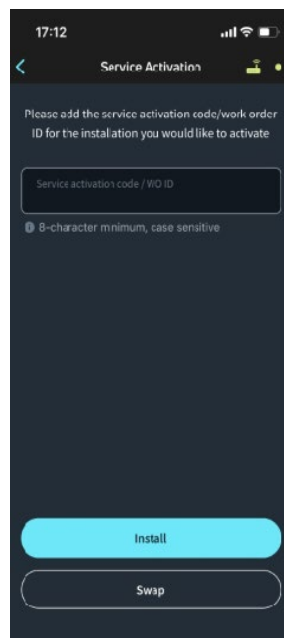 17:12
Service Activation
Please add the service activation code/work order
ID for the installation you would like to activate
Service activation code / WO ID
8-character minimum, case sensitive
Install
Swap